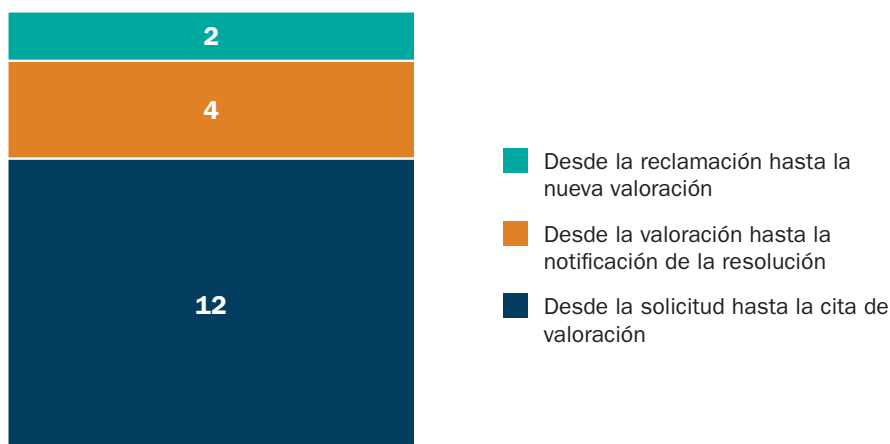 2
4
12
Desde la reclamación hasta la
nueva valoración
Desde la valoración hasta la
notificación de la resolución
Desde la solicitud hasta la cita de
valoración